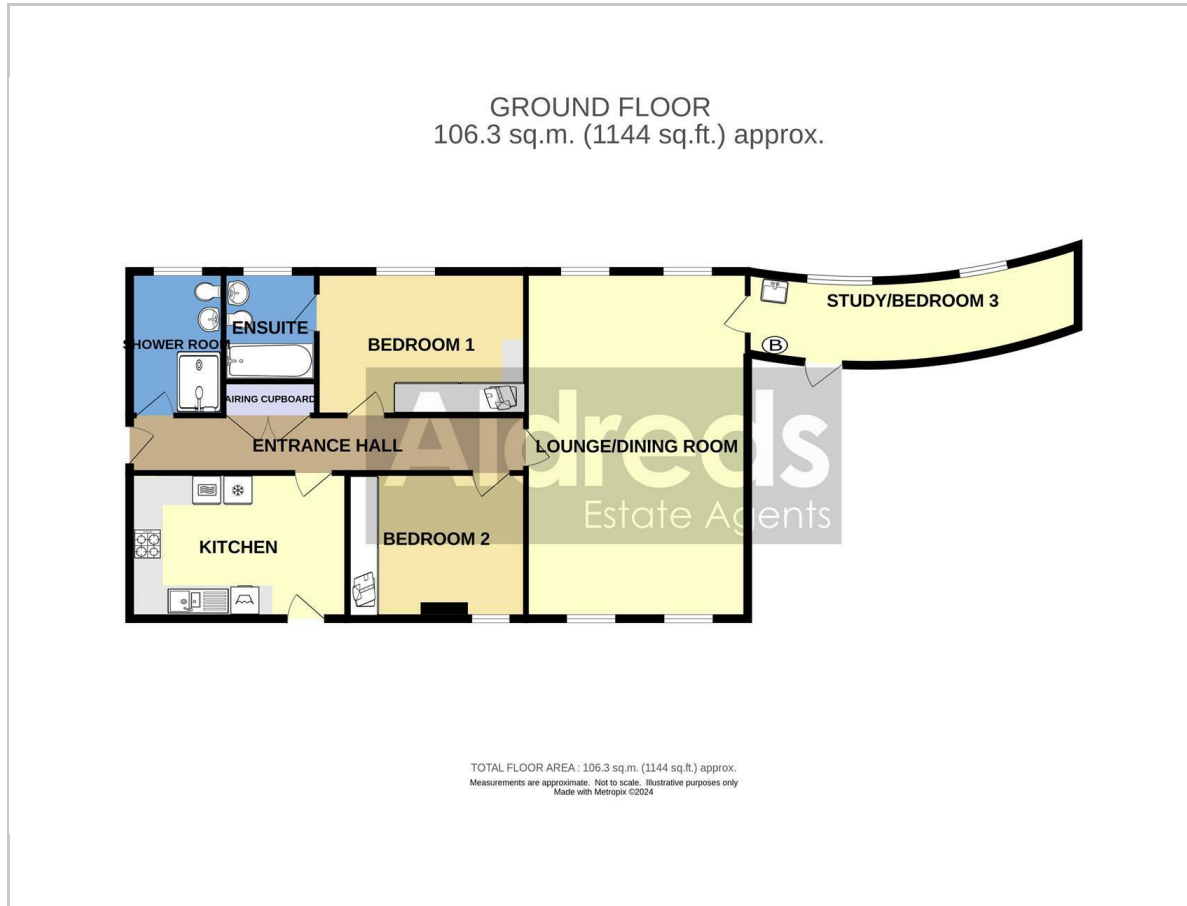 GROUND FLOOR
106.3 sq.m. (1144 sq.ft.) approx.
STUDY/BEDROOM 3
ENSUITE
SHOWER ROOM
BEDROOM 1
B
AIRING CUPBOARD
ENTRANCE HALL
LOUNGE/DINING ROOM
Aldreds
Estate Agents
KITCHEN
BEDROOM 2
TOTAL FLOOR AREA : 106.3 sq.m. (1144 sq.ft.) approx.
Measurements are approximate. Not to scale. Illustrative purposes only
Made with Metropix ©2024